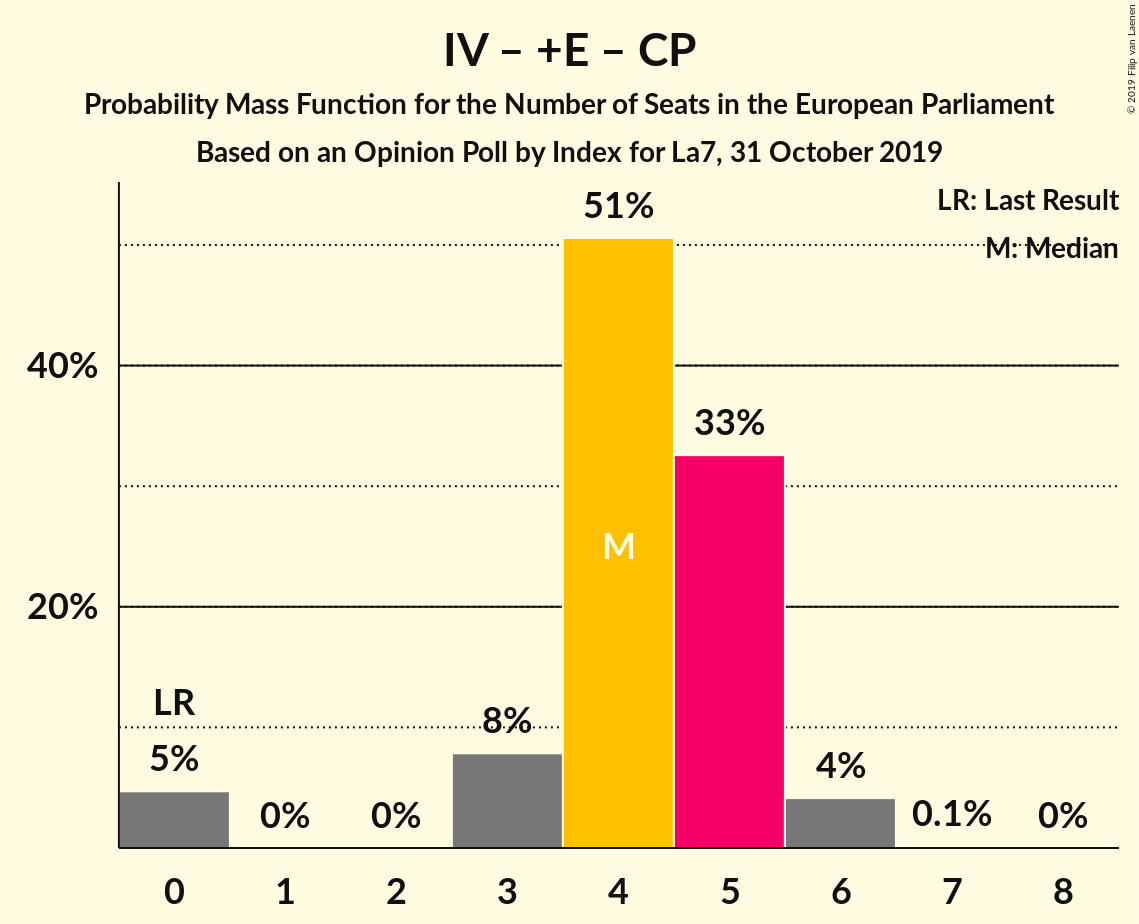 IV – +E – CP
Probability Mass Function for the Number of Seats in the European Parliament
Based on an Opinion Poll by Index for La7, 31 October 2019
© 2019 Filip van Laenen
LR: Last Result
M: Median
51%
40%
33%
M
20%
LR
8%
5%
0%
0%
4%
0.1%
0%
0 1 2 3 4 5 6 7 8